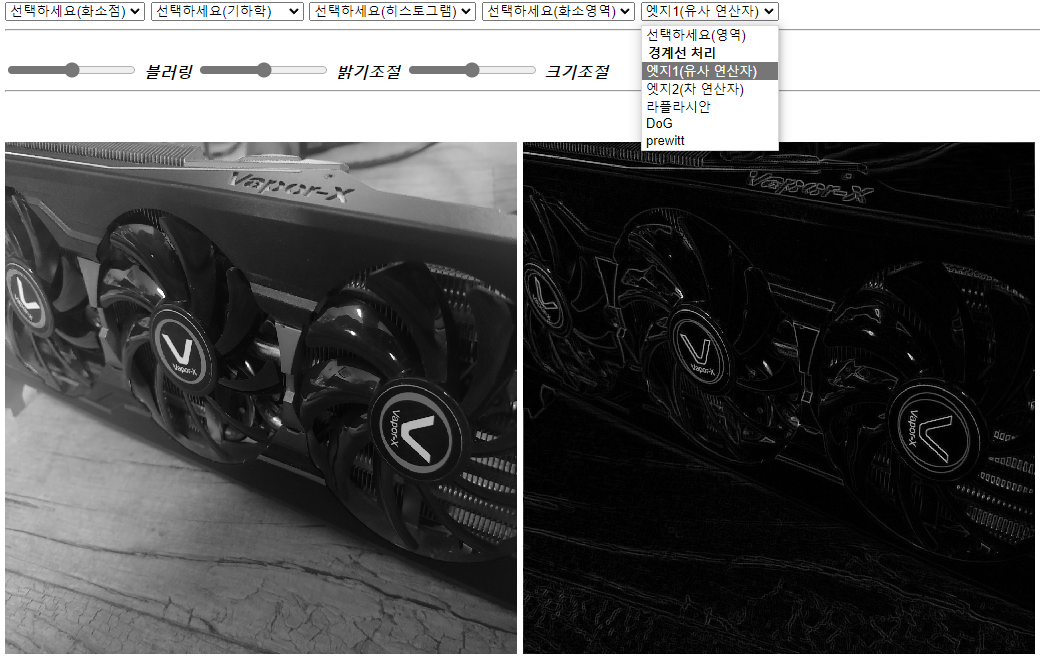 선택하세요(화소점) 선택하세요(기하학) 선택하세요(히스토그램) 선택하세요(화소영역) 엣지1(유사 연산자)
선택하세요(영역)
경계선 처리
엣지1(유사 연산자)
엣지2(차 연산자)
라플라시안
DoG
prewitt
블러링 밝기조절 크기조절
Vapor-X
Vapor-X
V
V
Vapor-X
V
Vapor-X
V
V
Vapor-X
V
Vapor-X